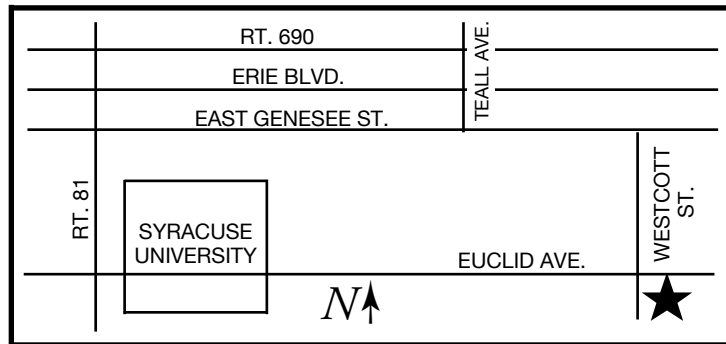 RT. 690
TEALL AVE.
ERIE BLVD.
EAST GENESEE ST.
RT. 81
SYRACUSE
UNIVERSITY
WESTCOTT
ST.
EUCLID AVE.
N